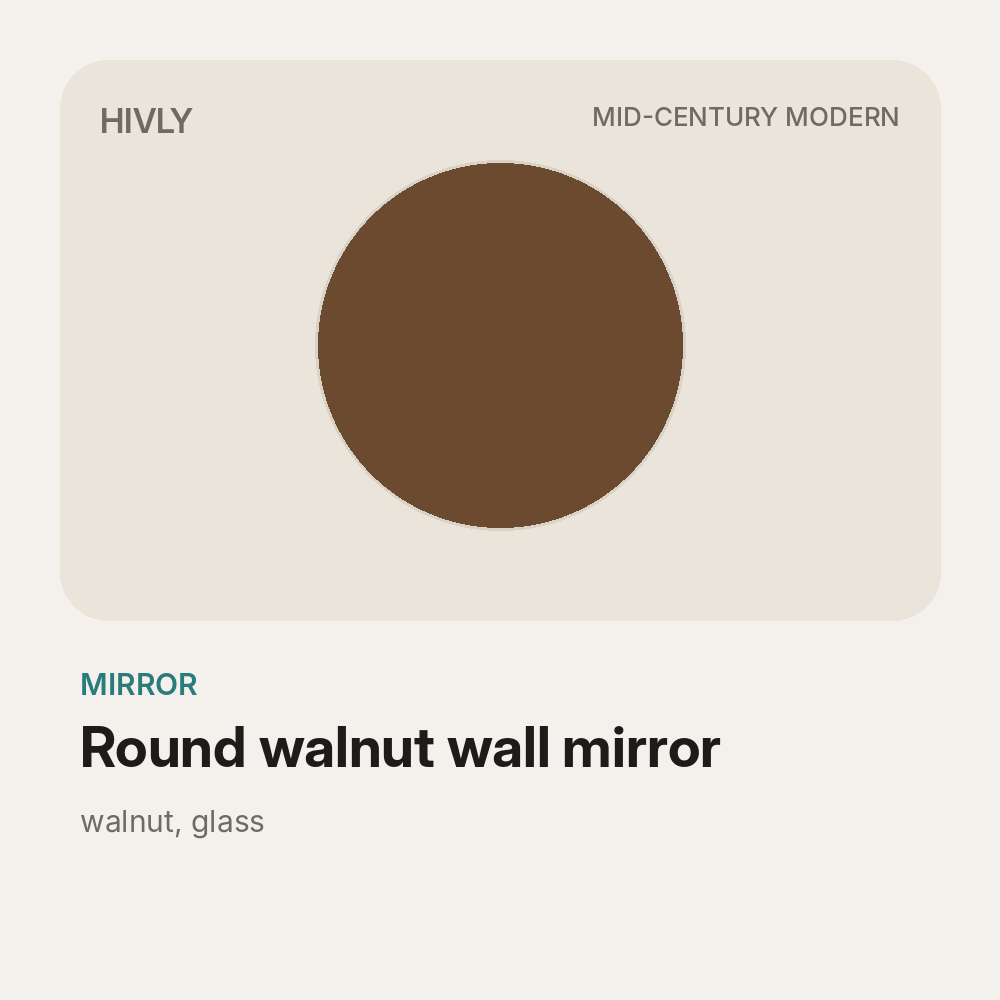 HIVLY
MID-CENTURY MODERN
MIRROR
Round walnut wall mirror
walnut, glass